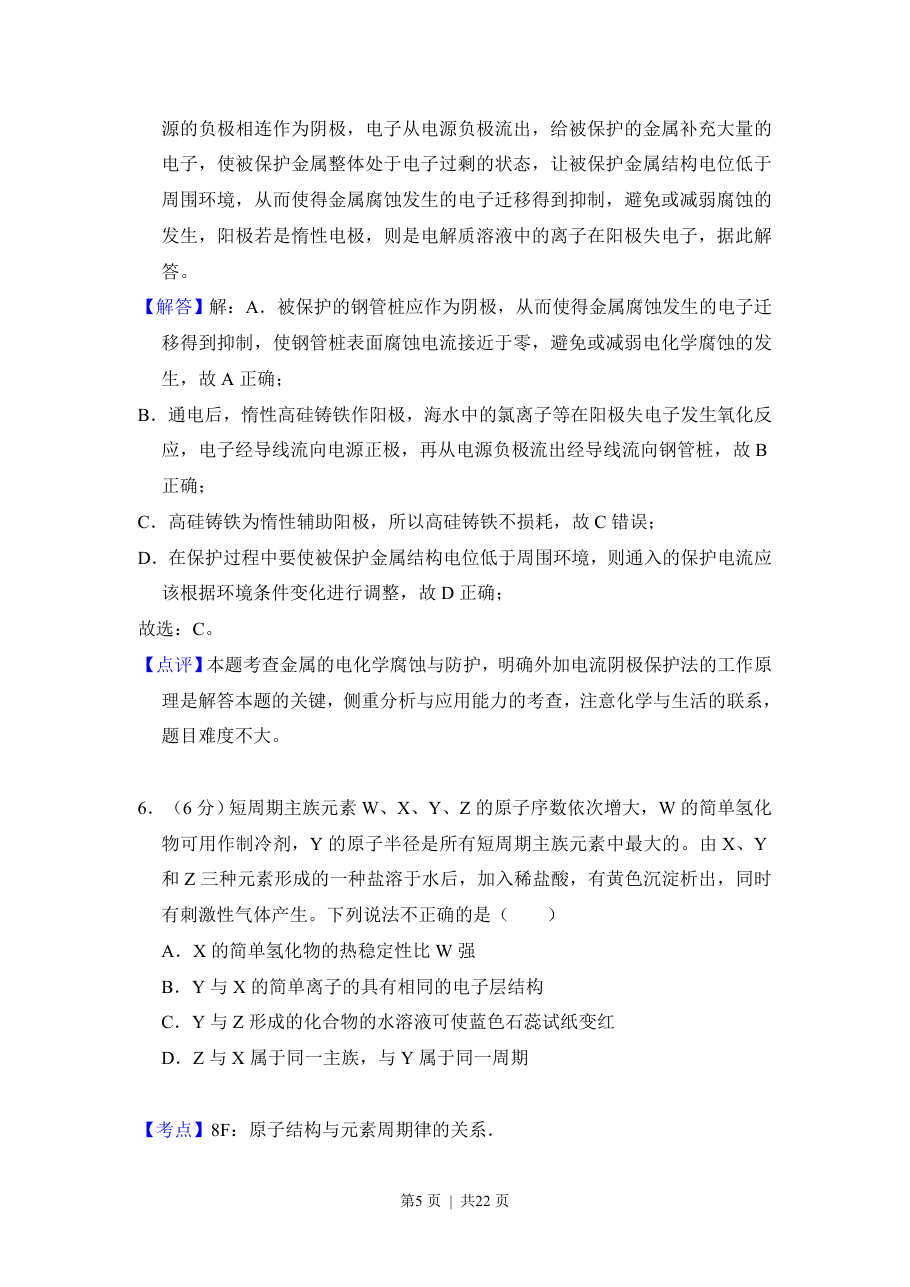 源的负极相连作为阴极，电子从电源负极流出，给被保护的金属补充大量的
电子，使被保护金属整体处于电子过剩的状态，让被保护金属结构电位低于
周围环境，从而使得金属腐蚀发生的电子迁移得到抑制，避免或减弱腐蚀的
发生，阳极若是惰性电极，则是电解质溶液中的离子在阳极失电子，据此解
答。
【解答】解：A．被保护的钢管桩应作为阴极，从而使得金属腐蚀发生的电子迁
移得到抑制，使钢管桩表面腐蚀电流接近于零，避免或减弱电化学腐蚀的发
生，故 A 正确；
B．通电后，惰性高硅铸铁作阳极，海水中的氯离子等在阳极失电子发生氧化反
应，电子经导线流向电源正极，再从电源负极流出经导线流向钢管桩，故 B
正确；
C．高硅铸铁为惰性辅助阳极，所以高硅铸铁不损耗，故 C 错误；
D．在保护过程中要使被保护金属结构电位低于周围环境，则通入的保护电流应
该根据环境条件变化进行调整，故 D 正确；
故选：C。
【点评】本题考查金属的电化学腐蚀与防护，明确外加电流阴极保护法的工作原
理是解答本题的关键，侧重分析与应用能力的考查，注意化学与生活的联系，
题目难度不大。
6．（6 分）短周期主族元素 W、X、Y、Z 的原子序数依次增大，W 的简单氢化
物可用作制冷剂，Y 的原子半径是所有短周期主族元素中最大的。由 X、Y
和 Z 三种元素形成的一种盐溶于水后，加入稀盐酸，有黄色沉淀析出，同时
有刺激性气体产生。下列说法不正确的是（　　）
A．X 的简单氢化物的热稳定性比 W 强
B．Y 与 X 的简单离子的具有相同的电子层结构
C．Y 与 Z 形成的化合物的水溶液可使蓝色石蕊试纸变红
D．Z 与 X 属于同一主族，与 Y 属于同一周期
【考点】8F：原子结构与元素周期律的关系．
第5 页 | 共22 页